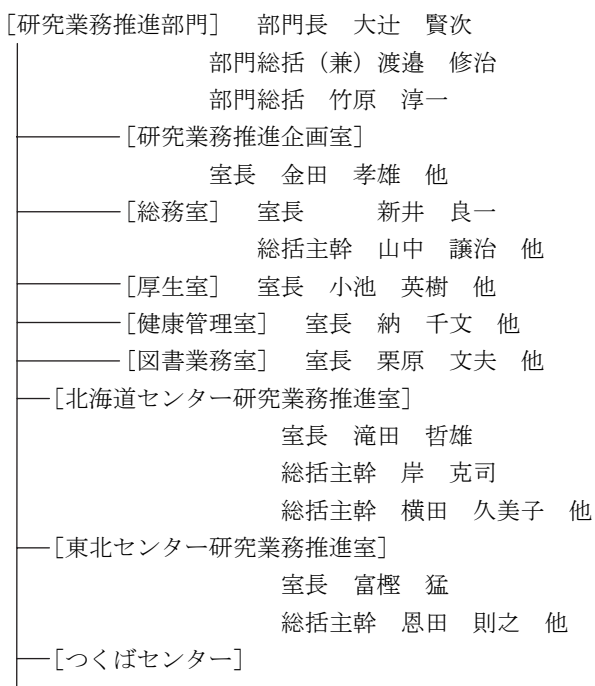 [研究業務推進部門]　部門長　大辻　賢次
部門総括（兼）渡邉　修治
部門総括　竹原　淳一
[研究業務推進企画室]
室長　金田　孝雄　他
[総務室]　室長　　新井　良一
総括主幹　山中　譲治　他
[厚生室]　室長　小池　英樹　他
[健康管理室]　室長　納　千文　他
[図書業務室]　室長　栗原　文夫　他
[北海道センター研究業務推進室]
室長　滝田　哲雄
総括主幹　岸　克司
総括主幹　横田　久美子　他
[東北センター研究業務推進室]
室長　富樫　猛
総括主幹　恩田　則之　他
[つくばセンター]